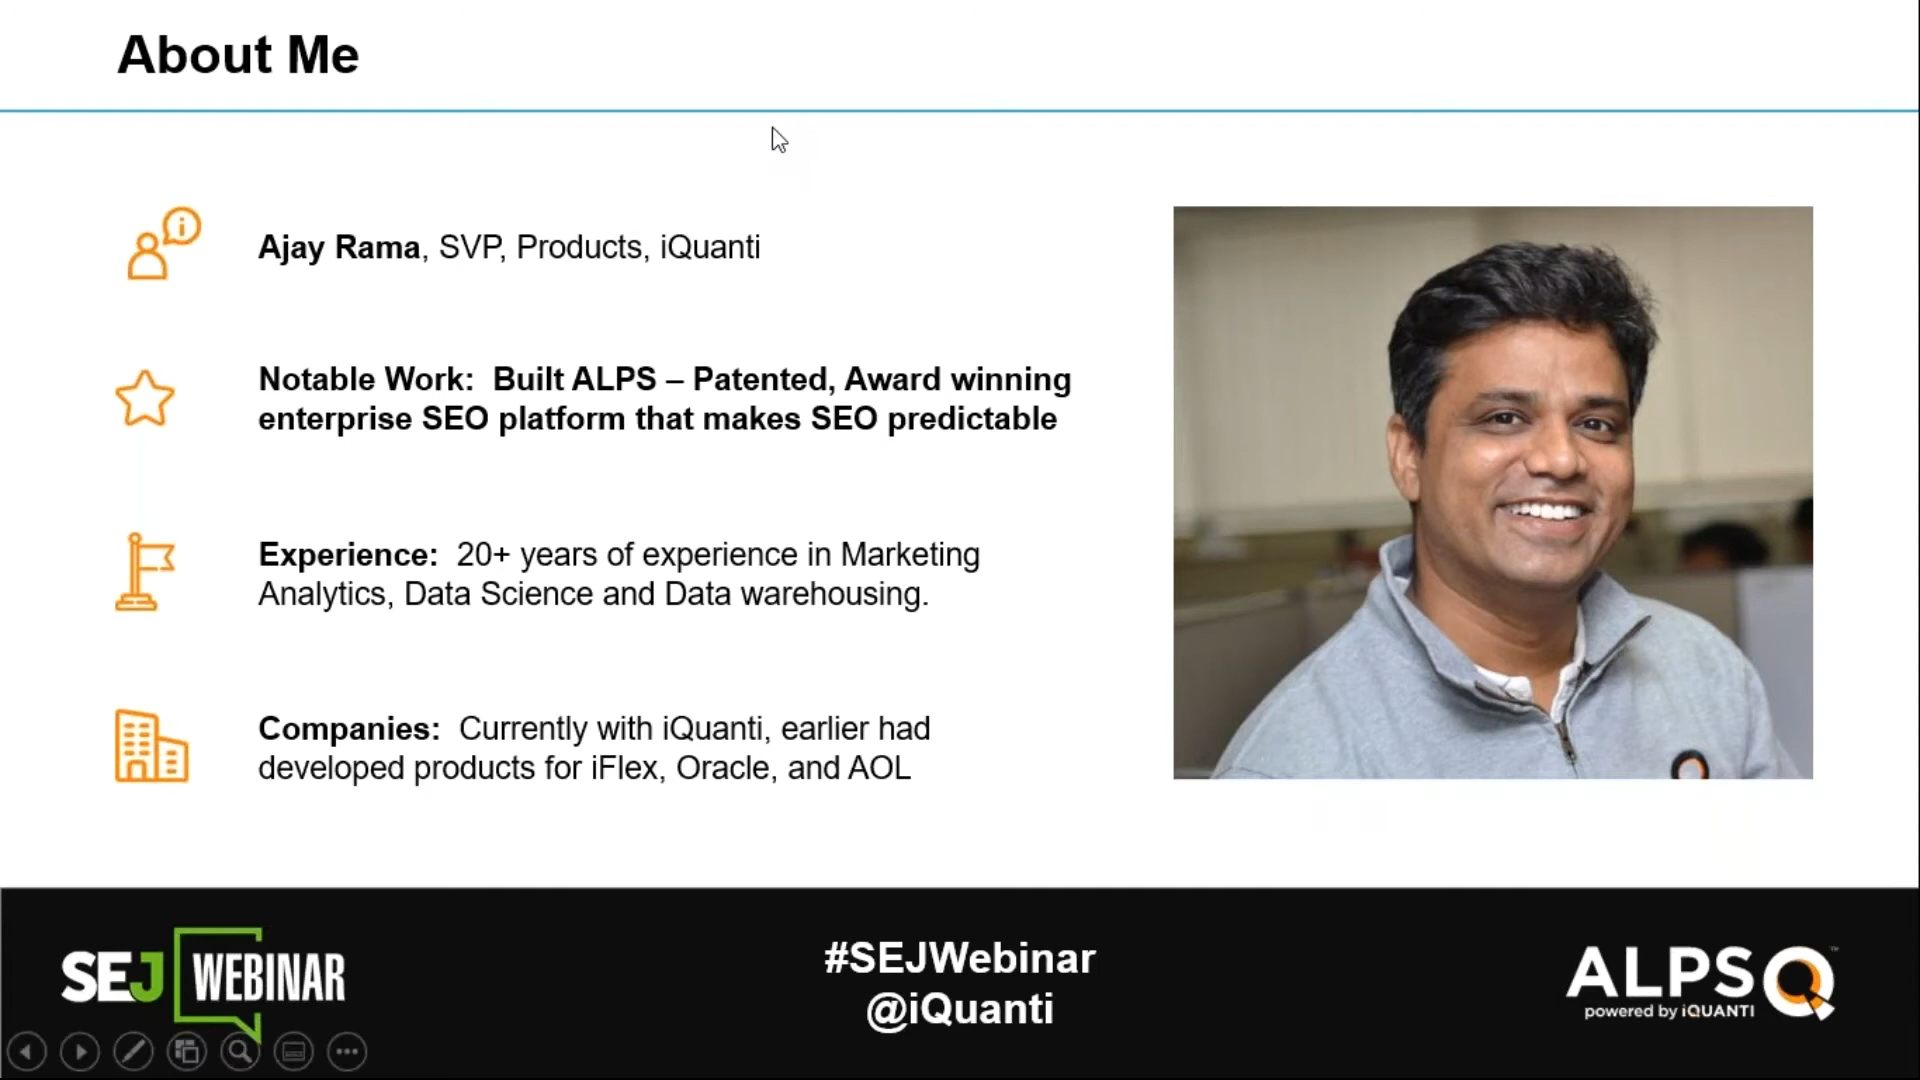 About Me
Ajay Rama, SVP, Products, iQuanti
Notable Work:  Built ALPS – Patented, Award winning
enterprise SEO platform that makes SEO predictable
Experience:  20+ years of experience in Marketing
Analytics, Data Science and Data warehousing.
Companies:  Currently with iQuanti, earlier had
developed products for iFlex, Oracle, and AOL
SEJ WEBINAR
#SEJWebinar
@iQuanti
ALPS
powered by iQUANTI